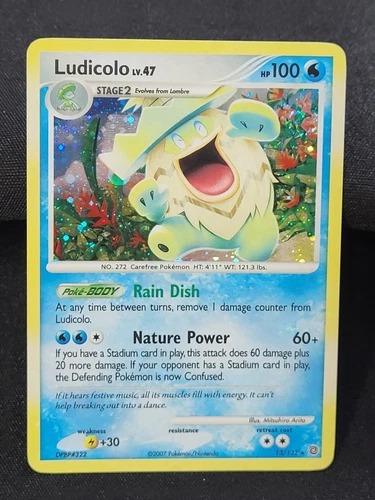 Ludicolo LV.47
HP 100
STAGE2 Evolves from Lombre
NO. 272 Carefree Pokémon HT: 4'11" WT: 121.3 lbs.
Poké-BODY Rain Dish
At any time between turns, remove 1 damage counter from
Ludicolo.
Nature Power 60+
If you have a Stadium card in play, this attack does 60 damage plus
20 more damage. If your opponent has a Stadium card in play,
the Defending Pokémon is now Confused.
If it hears festive music, all its muscles fill with energy. It can't
help breaking out into a dance.
Illus. Mitsuhiro Arita
weakness resistance retreat cost
+30
DPBP#322 ©2007 Pokémon/Nintendo